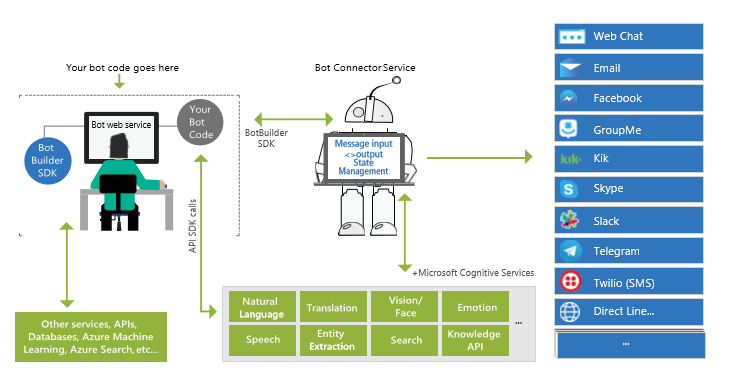 Your bot code goes here
Bot web service
Your
Bot
Code
Bot
Builder
SDK
BotBuilder
SDK
API SDK calls
Other services, APIs,
Databases, Azure Machine
Learning, Azure Search, etc...
Bot Connector Service
Message input
<>output
State
Management
+Microsoft Cognitive Services
Natural
Language
Translation
Vision/
Face
Emotion
Speech
Entity
Extraction
Search
Knowledge
API
...
Web Chat
Email
Facebook
GroupMe
kik
Kik
Skype
Slack
Telegram
Twilio (SMS)
Direct Line...
...